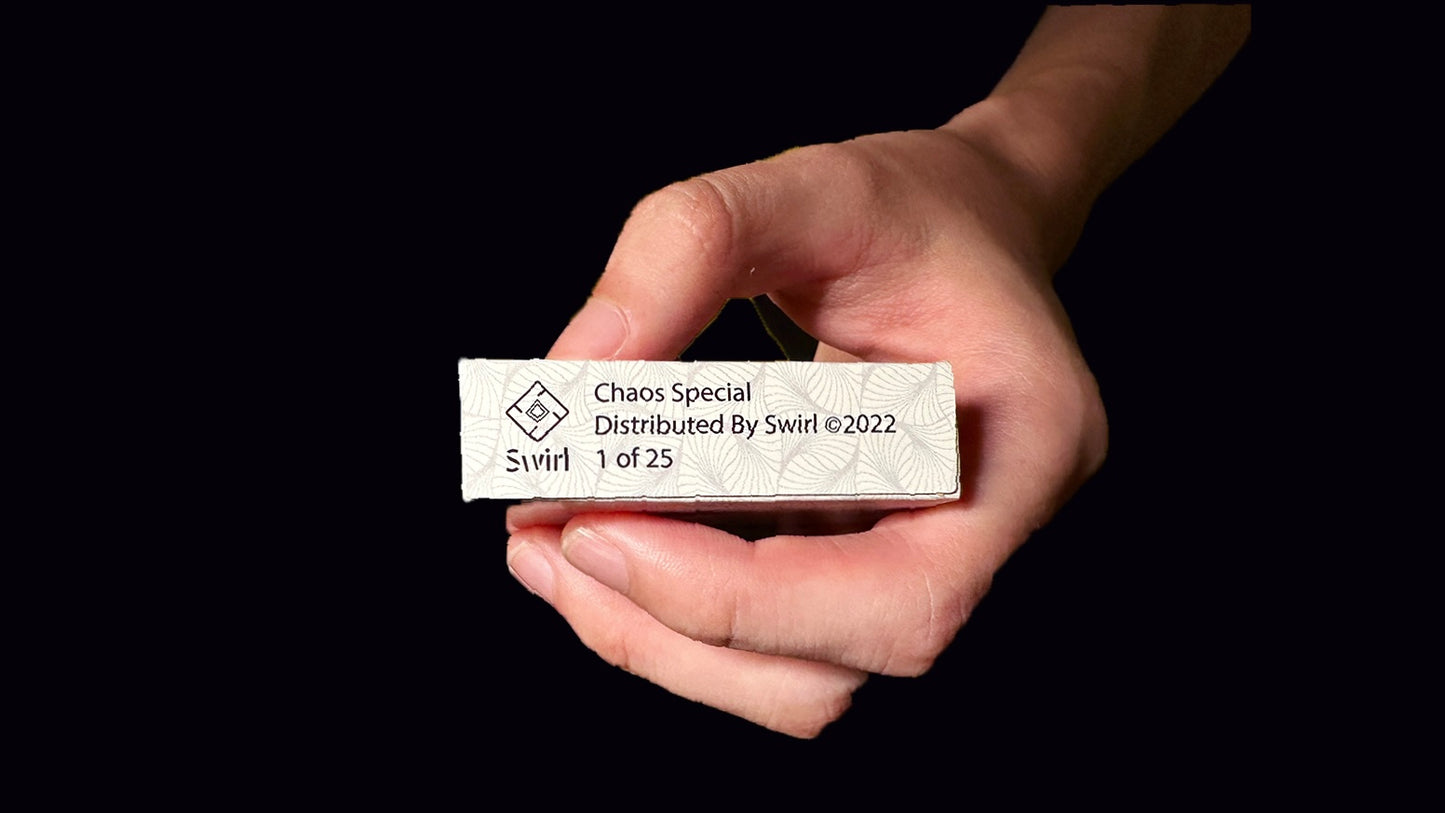 Chaos Special
Distributed By Swirl ©2022
1 of 25
Swirl